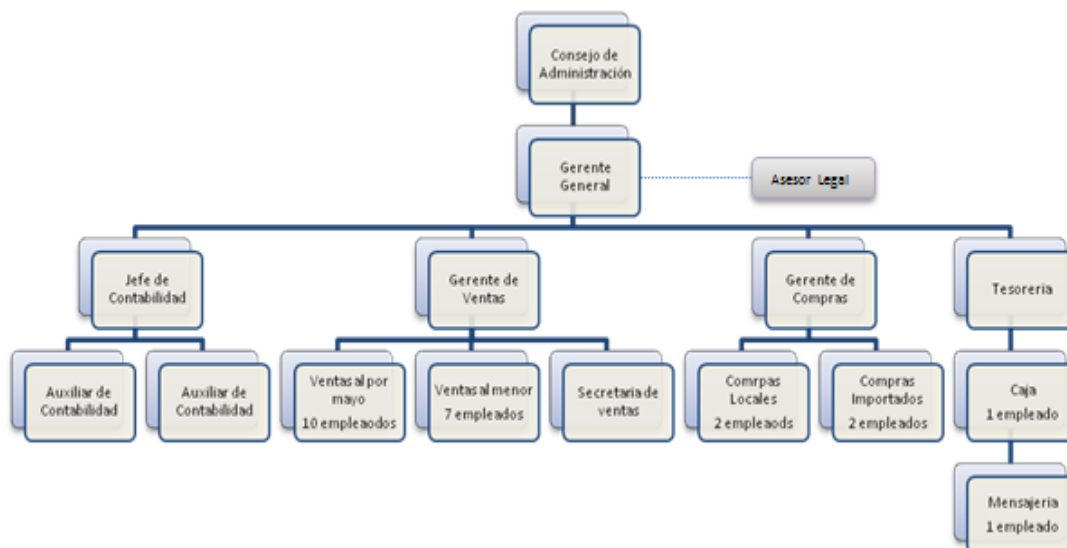 Consejo de
Administración
Gerente
General
Asesor Legal
Jefe de
Contabilidad
Gerente de
Ventas
Gerente de
Compras
Tesoreria
Auxiliar de
Contabilidad
Auxiliar de
Contabilidad
Ventas al por
mayo
10 empleaodos
Ventas al menor
7 empleados
Secretaria de
ventas
Comrpas
Locales
2 empleaods
Compras
Importados
2 empleados
Caja
1 empleado
Mensajeria
1 empleado